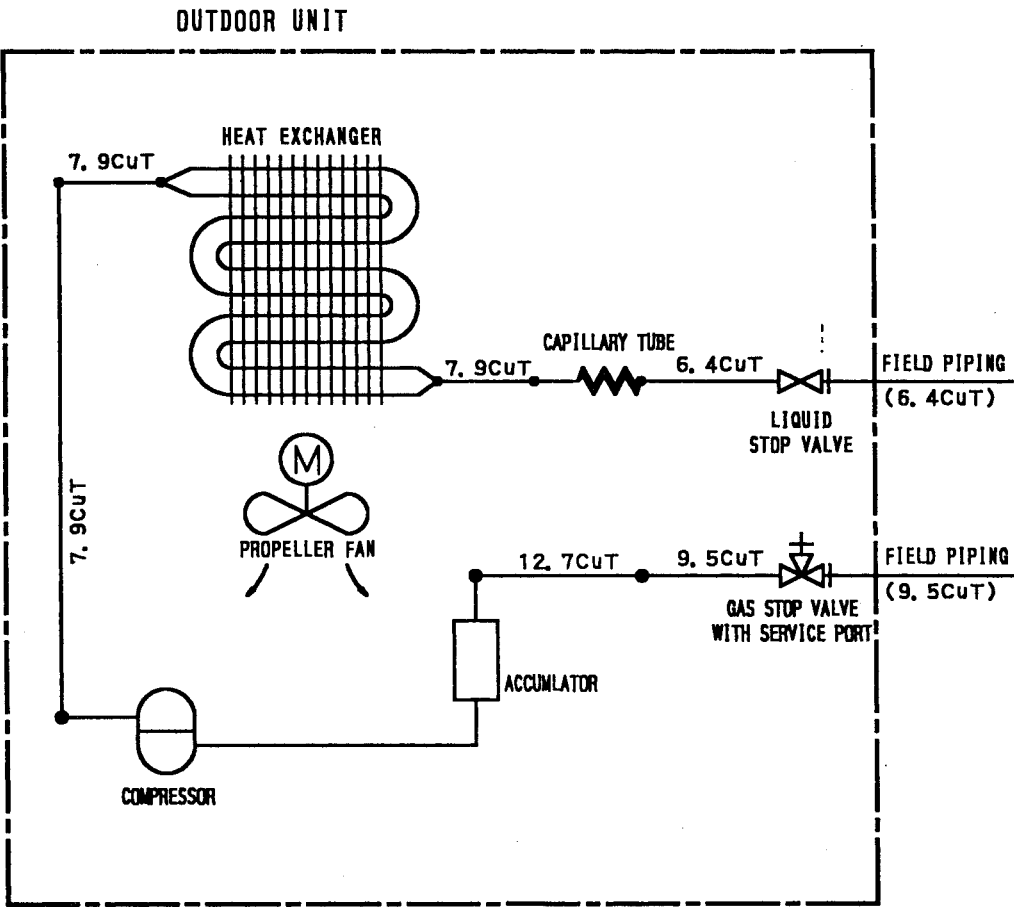 OUTDOOR UNIT
HEAT EXCHANGER
7.9CuT
CAPILLARY TUBE
7.9CuT
6.4CuT
FIELD PIPING
(6.4CuT)
LIQUID
STOP VALVE
M
7.9CuT
PROPELLER FAN
12.7CuT
9.5CuT
FIELD PIPING
(9.5CuT)
GAS STOP VALVE
WITH SERVICE PORT
ACCUMLATOR
COMPRESSOR